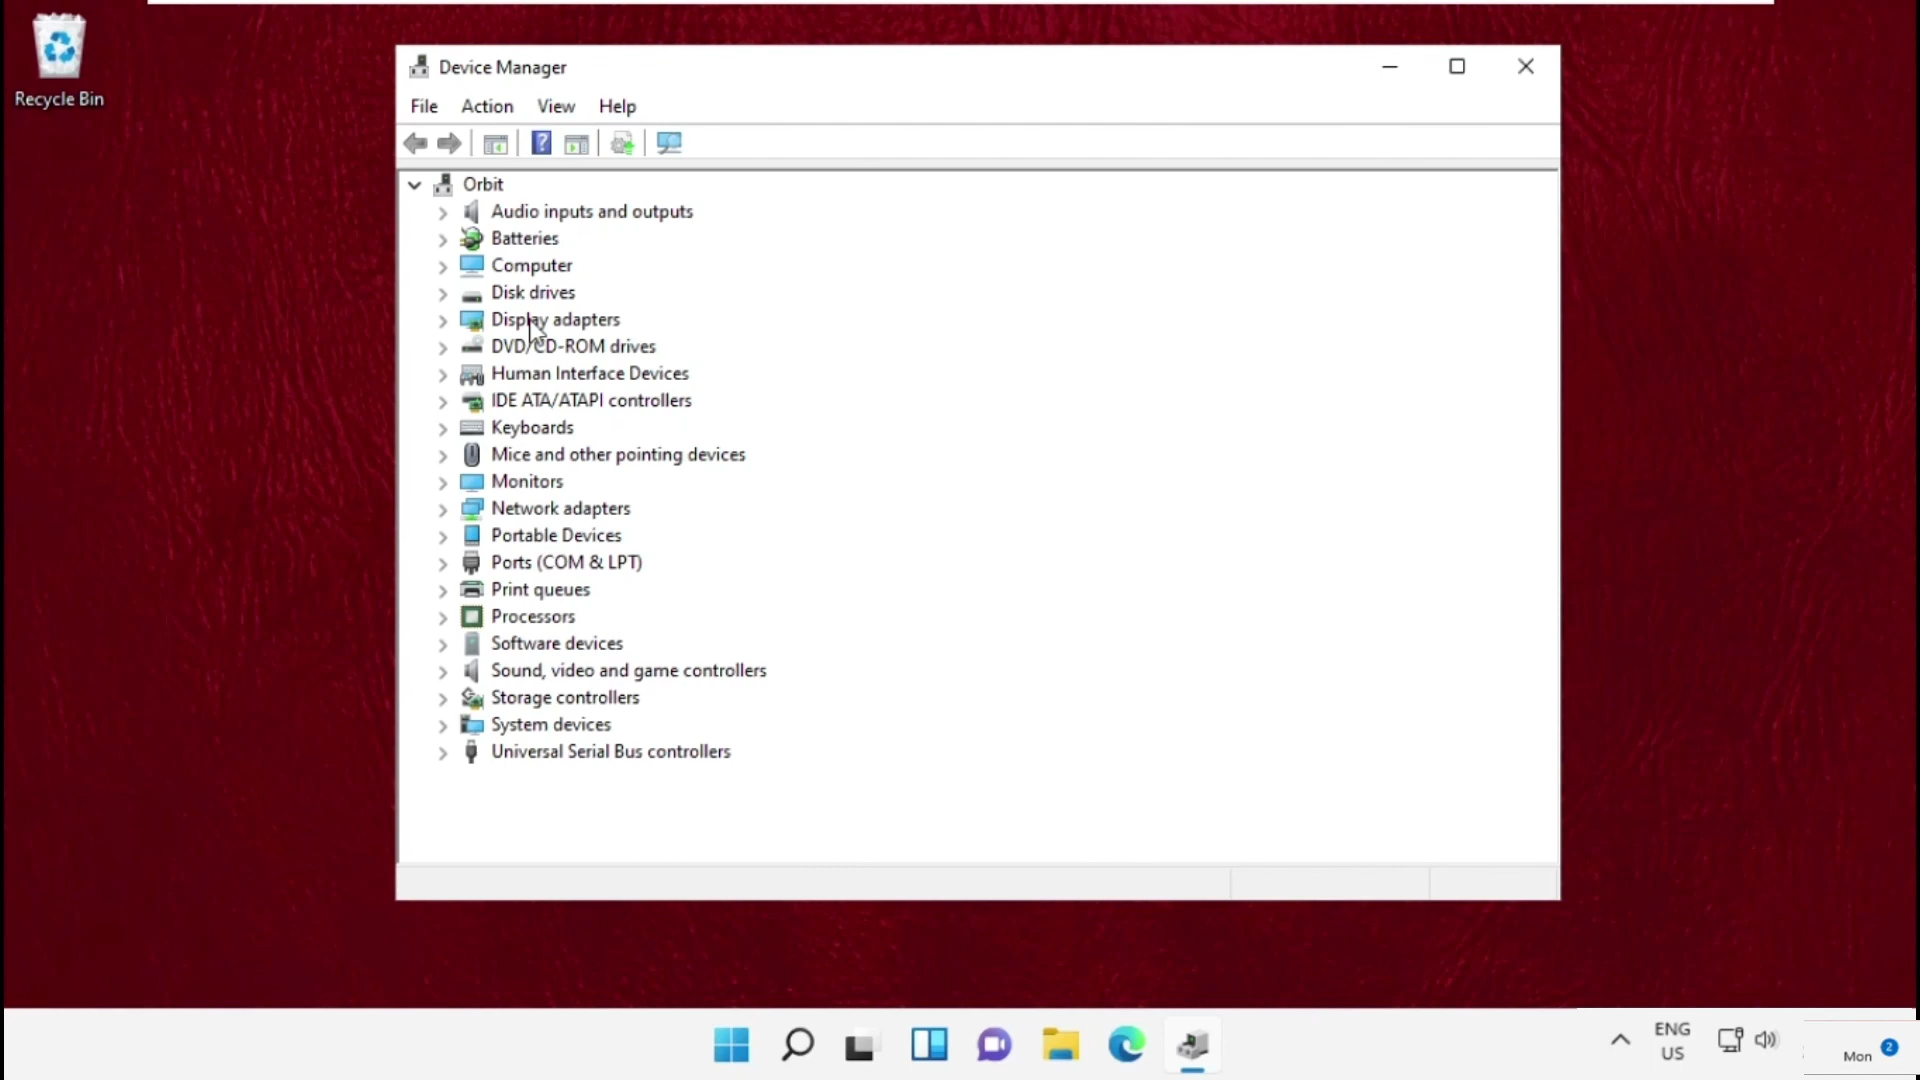 Recycle Bin
Device Manager
File Action View Help
Orbit
Audio inputs and outputs
Batteries
Computer
Disk drives
Display adapters
DVD/CD-ROM drives
Human Interface Devices
IDE ATA/ATAPI controllers
Keyboards
Mice and other pointing devices
Monitors
Network adapters
Portable Devices
Ports (COM & LPT)
Print queues
Processors
Software devices
Sound, video and game controllers
Storage controllers
System devices
Universal Serial Bus controllers
ENG
US
Mon 2